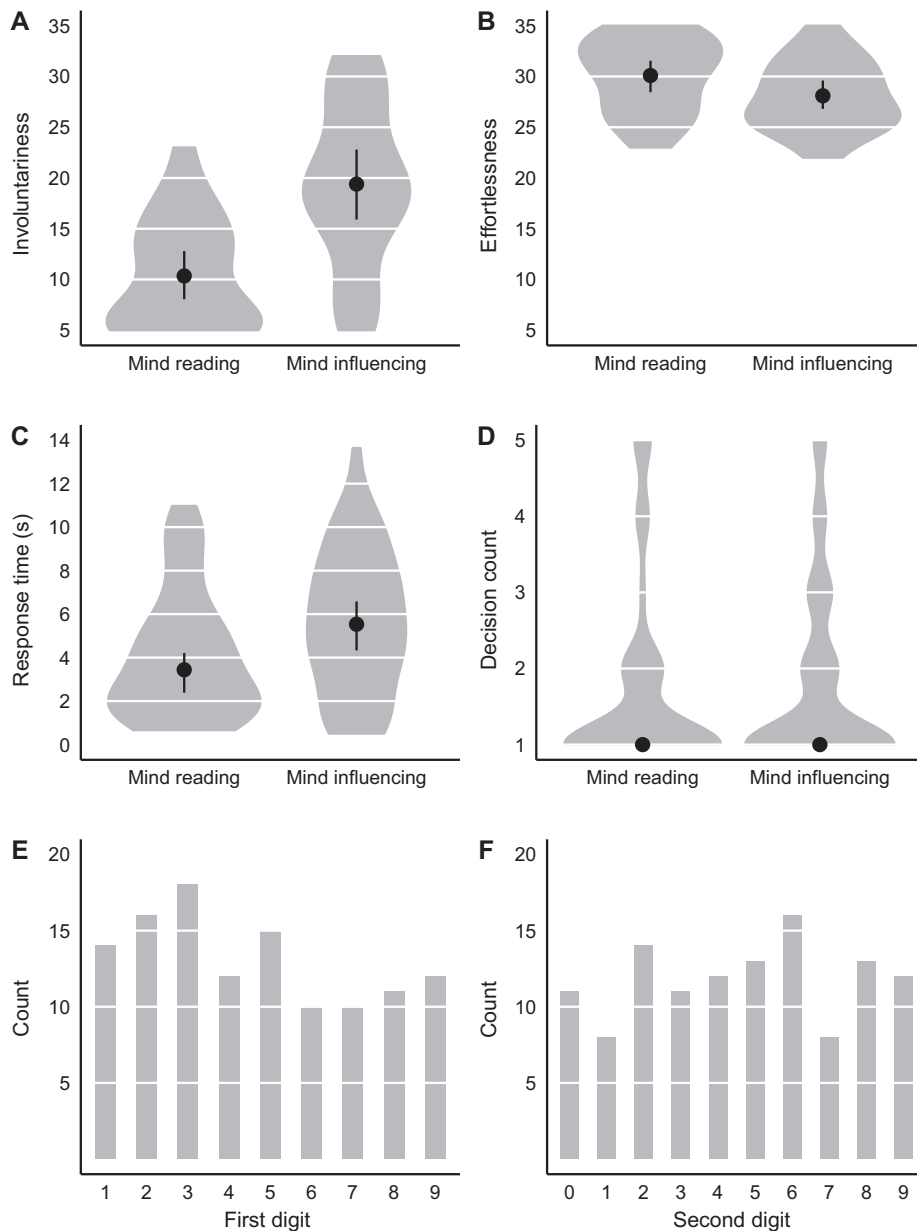 A
B
35
30
25
20
15
10
5
Involuntariness
Mind reading
Mind influencing
35
30
25
20
15
10
5
Effortlessness
Mind reading
Mind influencing
C
D
14
12
10
8
6
4
2
0
Response time (s)
Mind reading
Mind influencing
5
4
3
2
1
Decision count
Mind reading
Mind influencing
E
F
20
15
10
5
Count
1 2 3 4 5 6 7 8 9
First digit
20
15
10
5
Count
0 1 2 3 4 5 6 7 8 9
Second digit